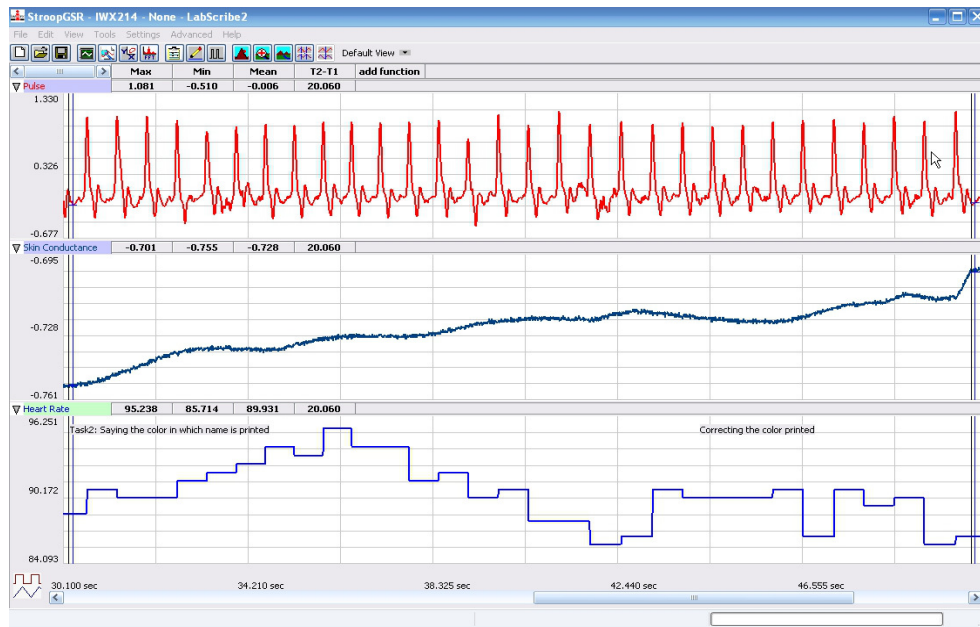 StroopGSR - IWX214 - None - LabScribe2
File Edit View Tools Settings Advanced Help
Default View
Max Min Mean T2-T1 add function
Pulse 1.081 -0.510 -0.006 20.060
1.330
0.326
-0.677
Skin Conductance -0.701 -0.755 -0.728 20.060
-0.695
-0.728
-0.761
Heart Rate 95.238 85.714 89.931 20.060
96.251
Task2: Saying the color in which name is printed Correcting the color printed
90.172
84.093
30.100 sec 34.210 sec 38.325 sec 42.440 sec 46.555 sec